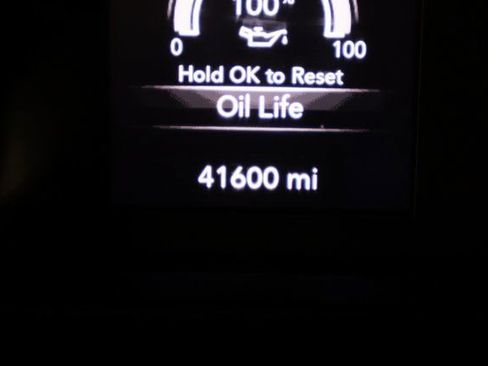 100%
0 100
Hold OK to Reset
Oil Life
41600 mi